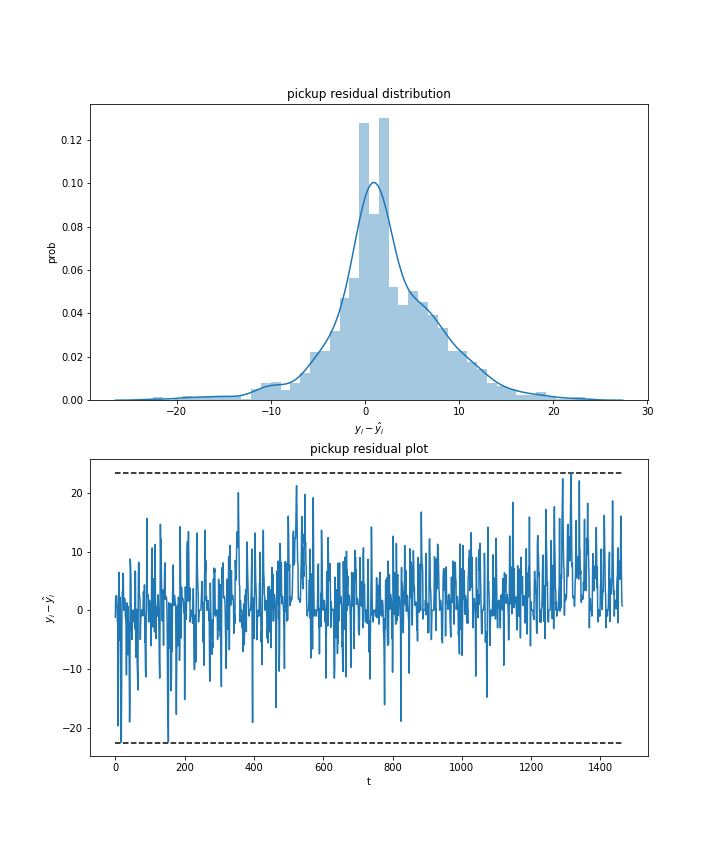 pickup residual distribution
prob
0.12
0.10
0.08
0.06
0.04
0.02
0.00
−20 −10 0 10 20 30
$y_i - \hat{y}_i$
pickup residual plot
$y_i - \hat{y}_i$
20
10
0
−10
−20
0 200 400 600 800 1000 1200 1400
t